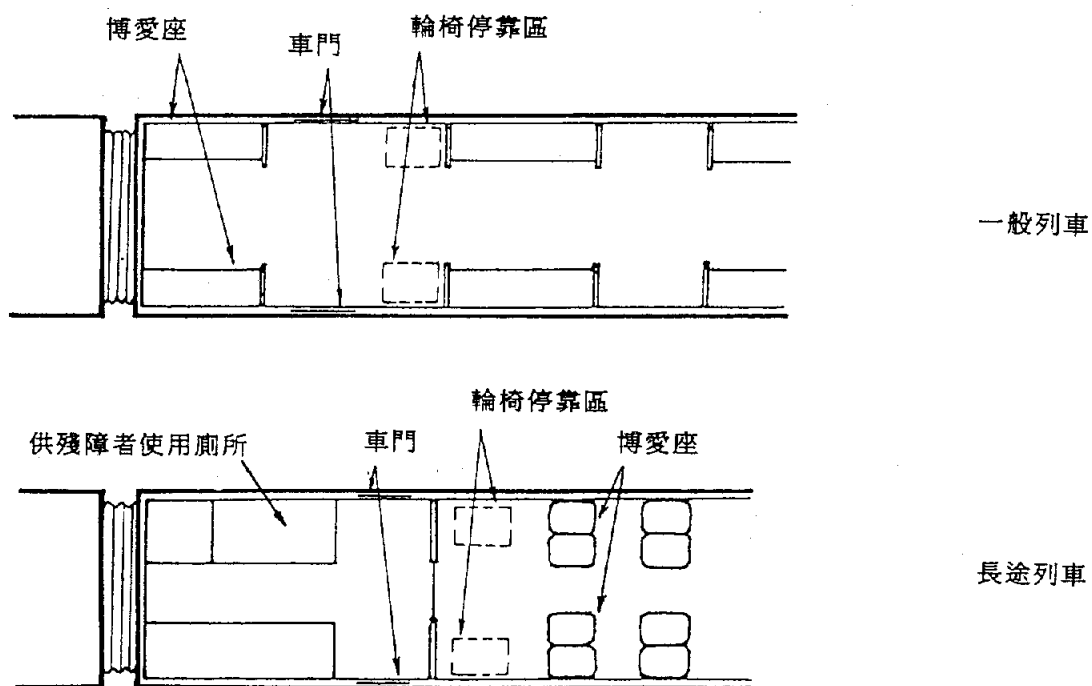 博愛座
車門
輪椅停靠區
一般列車
輪椅停靠區
供殘障者使用廁所
車門
博愛座
長途列車